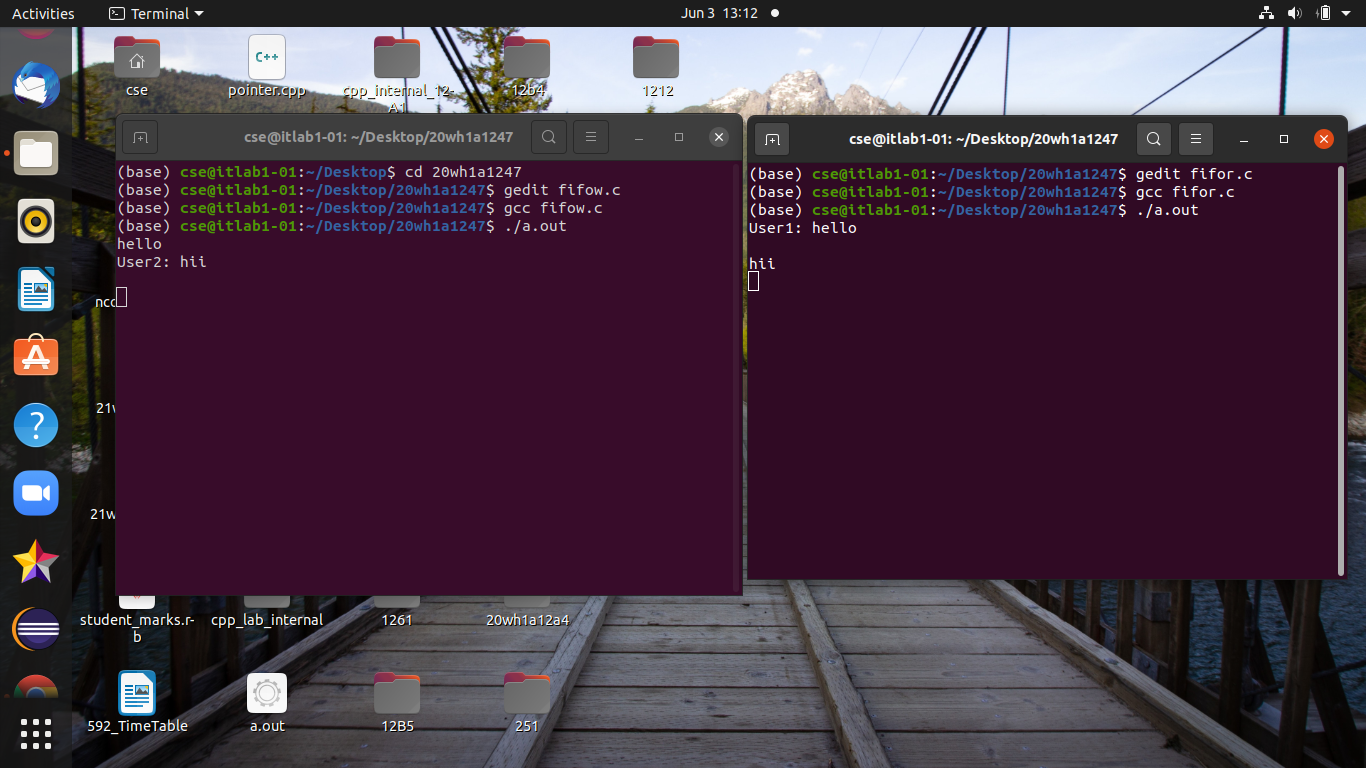 Activities
Terminal
Jun 3 13:12
cse
pointer.cpp
cpp_internal_12-
A1
12b4
1212
C++
cse@itlab1-01: ~/Desktop/20wh1a1247
(base) cse@itlab1-01:~/Desktop$ cd 20wh1a1247
(base) cse@itlab1-01:~/Desktop/20wh1a1247$ gedit fifow.c
(base) cse@itlab1-01:~/Desktop/20wh1a1247$ gcc fifow.c
(base) cse@itlab1-01:~/Desktop/20wh1a1247$ ./a.out
hello
User2: hii
cse@itlab1-01: ~/Desktop/20wh1a1247
(base) cse@itlab1-01:~/Desktop/20wh1a1247$ gedit fifor.c
(base) cse@itlab1-01:~/Desktop/20wh1a1247$ gcc fifor.c
(base) cse@itlab1-01:~/Desktop/20wh1a1247$ ./a.out
User1: hello
hii
student_marks.r-
b
cpp_lab_internal
1261
20wh1a12a4
592_TimeTable
a.out
12B5
251